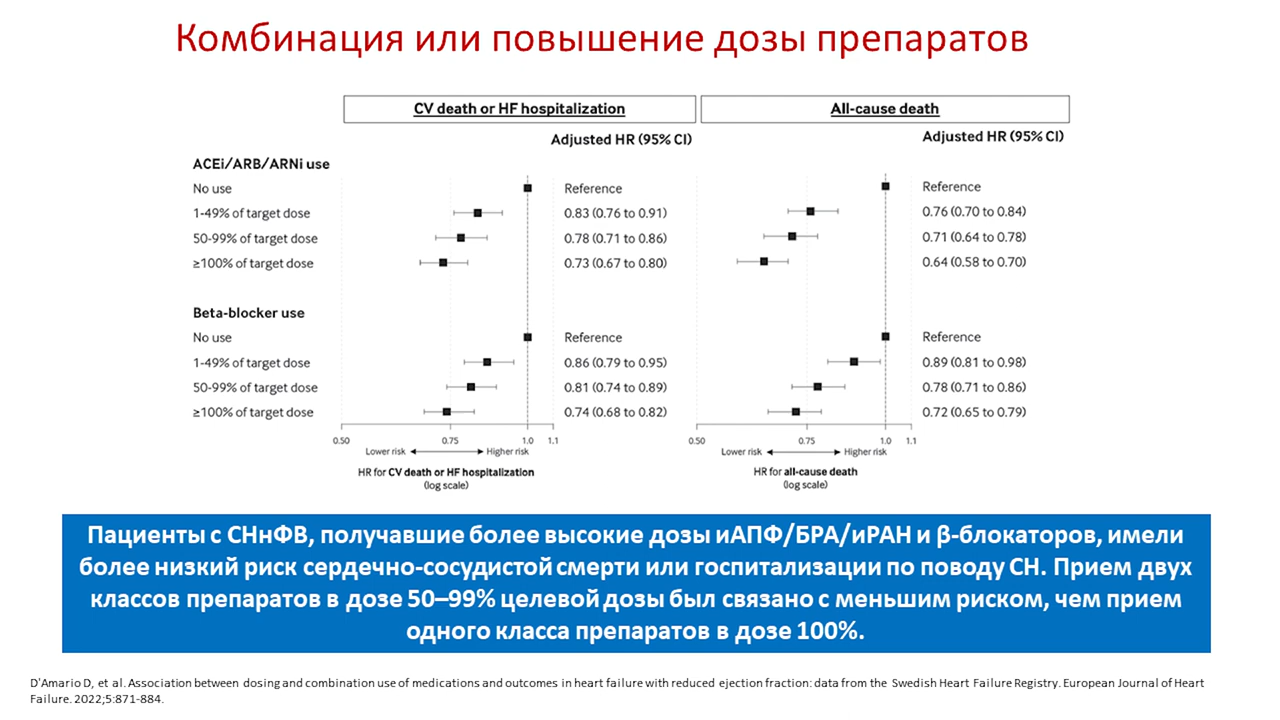 Комбинация или повышение дозы препаратов
CV death or HF hospitalization
All-cause death
Adjusted HR (95% CI)
Adjusted HR (95% CI)
ACEi/ARB/ARNi use
No use Reference Reference
1-49% of target dose 0.83 (0.76 to 0.91) 0.76 (0.70 to 0.84)
50-99% of target dose 0.78 (0.71 to 0.86) 0.71 (0.64 to 0.78)
≥100% of target dose 0.73 (0.67 to 0.80) 0.64 (0.58 to 0.70)
Beta-blocker use
No use Reference Reference
1-49% of target dose 0.86 (0.79 to 0.95) 0.89 (0.81 to 0.98)
50-99% of target dose 0.81 (0.74 to 0.89) 0.78 (0.71 to 0.86)
≥100% of target dose 0.74 (0.68 to 0.82) 0.72 (0.65 to 0.79)
0.50 0.75 1.0 1.1 0.50 0.75 1.0 1.1
Lower risk Higher risk Lower risk Higher risk
HR for CV death or HF hospitalization HR for all-cause death
(log scale) (log scale)
Пациенты с СНнФВ, получавшие более высокие дозы иАПФ/БРА/иРАН и β-блокаторов, имели
более низкий риск сердечно-сосудистой смерти или госпитализации по поводу СН. Прием двух
классов препаратов в дозе 50–99% целевой дозы был связано с меньшим риском, чем прием
одного класса препаратов в дозе 100%.
D'Amario D, et al. Association between dosing and combination use of medications and outcomes in heart failure with reduced ejection fraction: data from the Swedish Heart Failure Registry. European Journal of Heart
Failure. 2022;5:871-884.